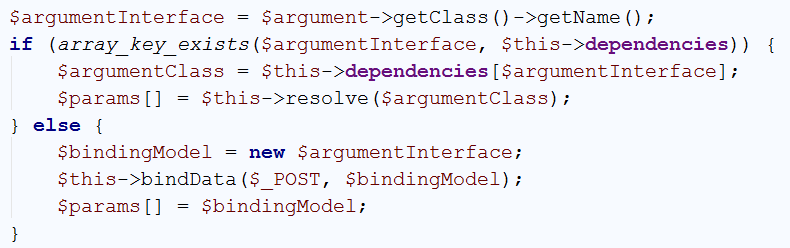 $argumentInterface = $argument->getClass()->getName();
if (array_key_exists($argumentInterface, $this->dependencies)) {
    $argumentClass = $this->dependencies[$argumentInterface];
    $params[] = $this->resolve($argumentClass);
} else {
    $bindingModel = new $argumentInterface;
    $this->bindData($_POST, $bindingModel);
    $params[] = $bindingModel;
}